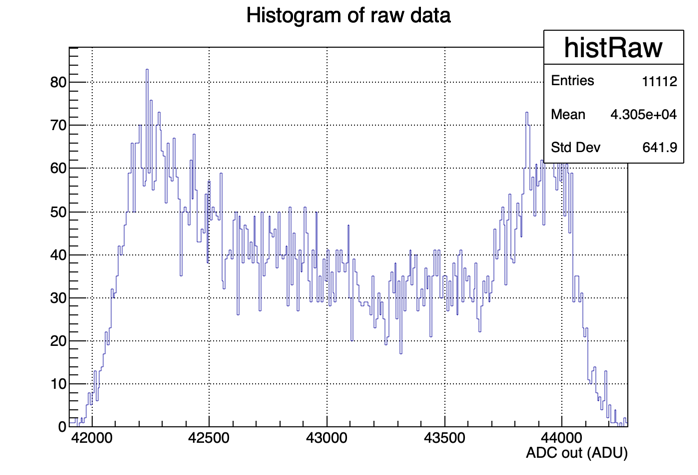 Histogram of raw data
histRaw
Entries 11112
Mean 4.305e+04
Std Dev 641.9
80
70
60
50
40
30
20
10
0
42000 42500 43000 43500 44000
ADC out (ADU)